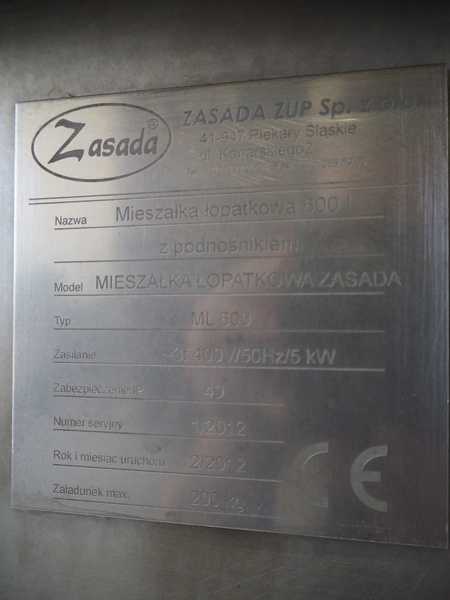 Zasada®
ZASADA ZUP Sp. z o.o.
41-947 Piekary Śląskie
ul. Konarskiego2
Nazwa Mieszałka łopatkowa 600 l
z podnośnikiem
Model MIESZAŁKA ŁOPATKOWA ZASADA
Typ ML 600
Zasilanie ~3f 400V/50Hz/5 kW
Zabezpieczenie IP 40
Numer seryjny 1/2012
Rok i miesiac uruchom 2/2012
Załadunek max. 200 kg
CE